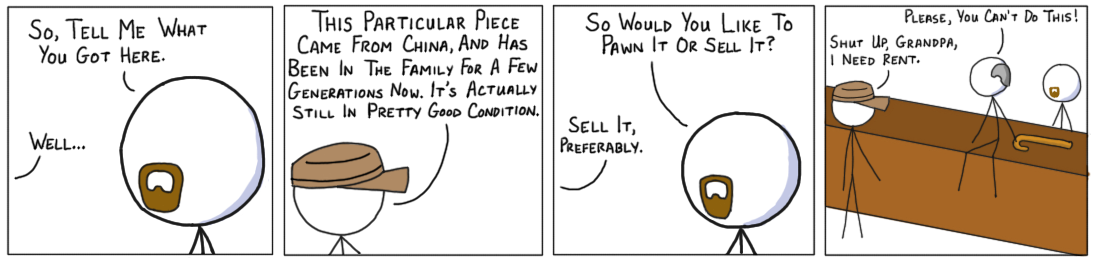 So, Tell Me What
You Got Here.
Well...
This Particular Piece
Came From China, And Has
Been In The Family For A Few
Generations Now. It's Actually
Still In Pretty Good Condition.
So Would You Like To
Pawn It Or Sell It?
Sell It,
Preferably.
Please, You Can't Do This!
Shut Up, Grandpa,
I Need Rent.